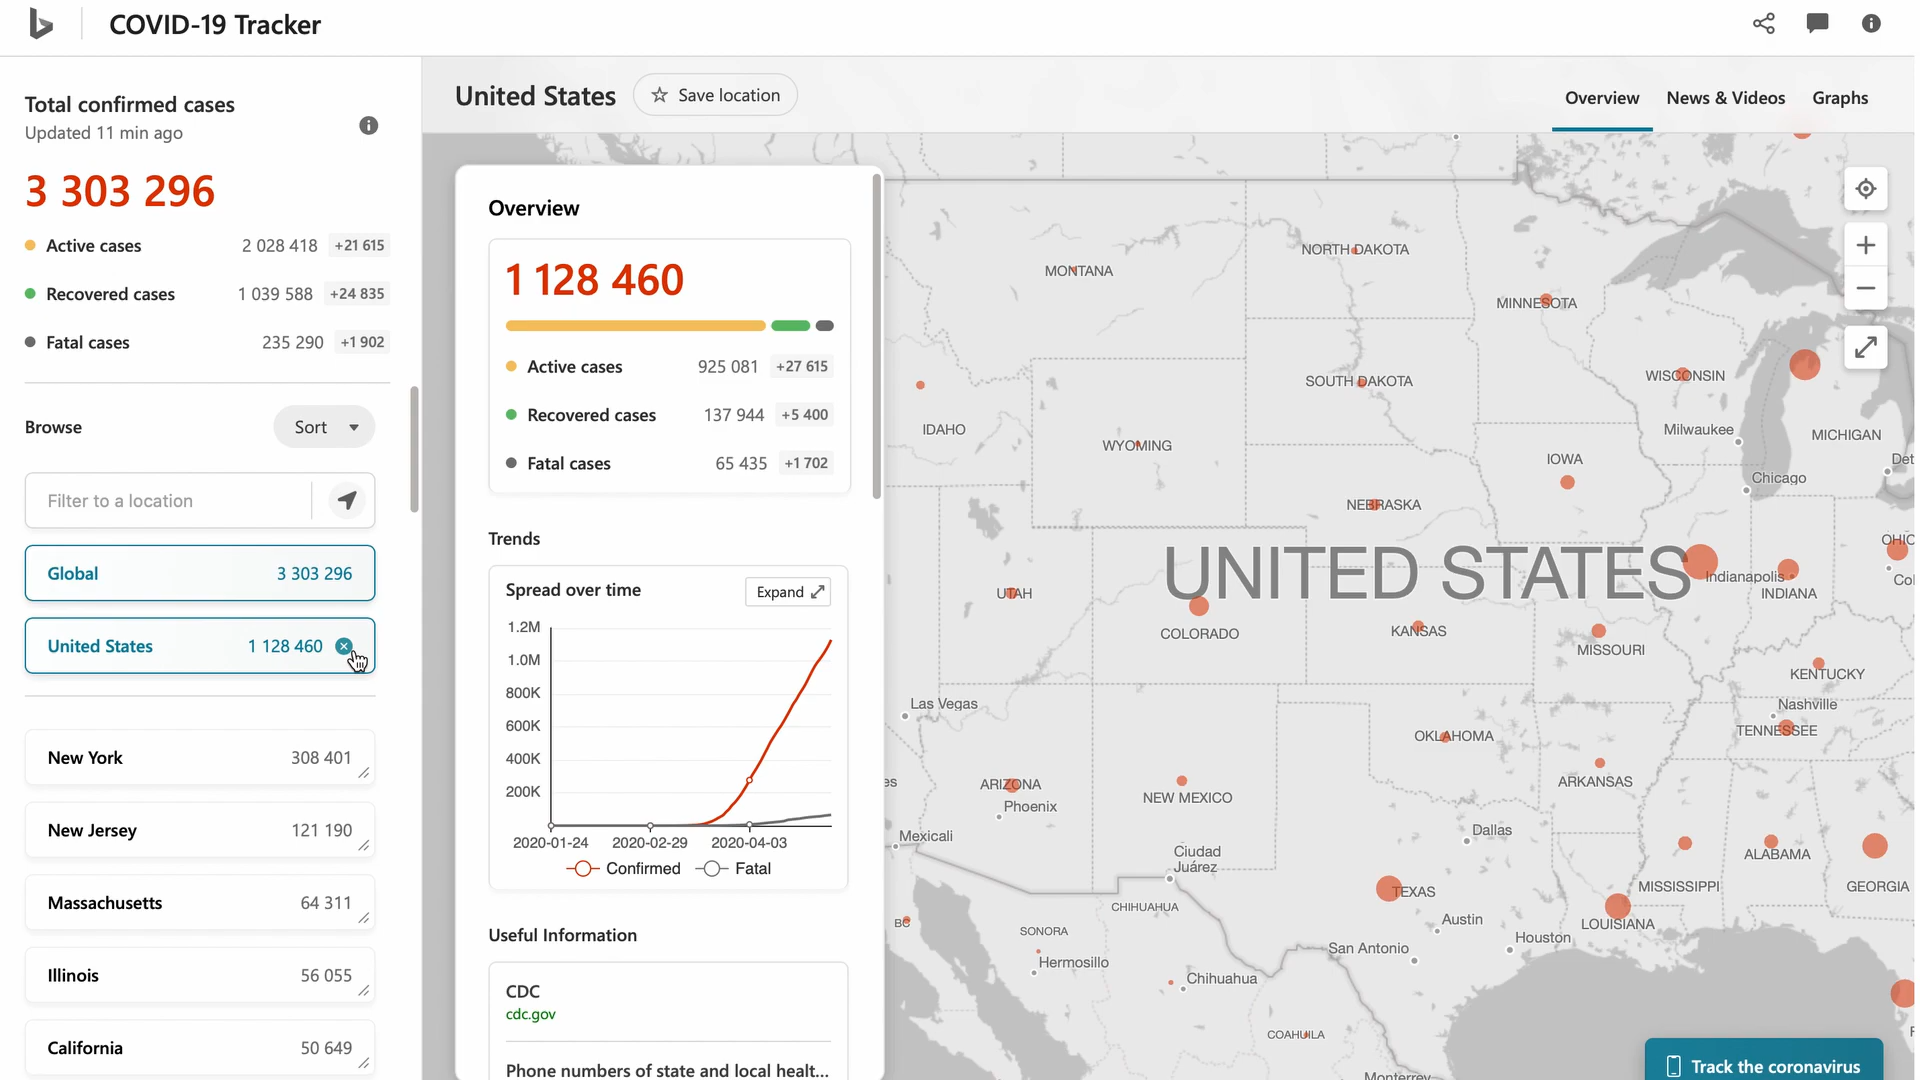 COVID-19 Tracker
Total confirmed cases
Updated 11 min ago
3 303 296
Active cases 2 028 418 +21 615
Recovered cases 1 039 588 +24 835
Fatal cases 235 290 +1 902
Browse
Sort
Filter to a location
Global 3 303 296
United States 1 128 460
New York 308 401
New Jersey 121 190
Massachusetts 64 311
Illinois 56 055
California 50 649
United States
Save location
Overview
News & Videos
Graphs
Overview
1 128 460
Active cases 925 081 +27 615
Recovered cases 137 944 +5 400
Fatal cases 65 435 +1 702
Trends
Spread over time
Expand
1.2M
1.0M
800K
600K
400K
200K
2020-01-24 2020-02-29 2020-04-03
Confirmed Fatal
Useful Information
CDC
cdc.gov
Phone numbers of state and local healt...
NORTH DAKOTA
MONTANA
MINNESOTA
SOUTH DAKOTA
WISCONSIN
IDAHO
WYOMING
Milwaukee
MICHIGAN
IOWA
Det
Chicago
NEBRASKA
OHIO
UNITED STATES
Indianapolis
Col
UTAH
INDIANA
COLORADO
KANSAS
MISSOURI
KENTUCKY
Las Vegas
Nashville
TENNESSEE
OKLAHOMA
es
ARIZONA
ARKANSAS
NEW MEXICO
Phoenix
Mexicali
Dallas
Ciudad
Juárez
ALABAMA
MISSISSIPPI
GEORGIA
TEXAS
CHIHUAHUA
BC
Austin
LOUISIANA
SONORA
Houston
San Antonio
Hermosillo
Chihuahua
COAHUILA
Monterrey
Track the coronavirus